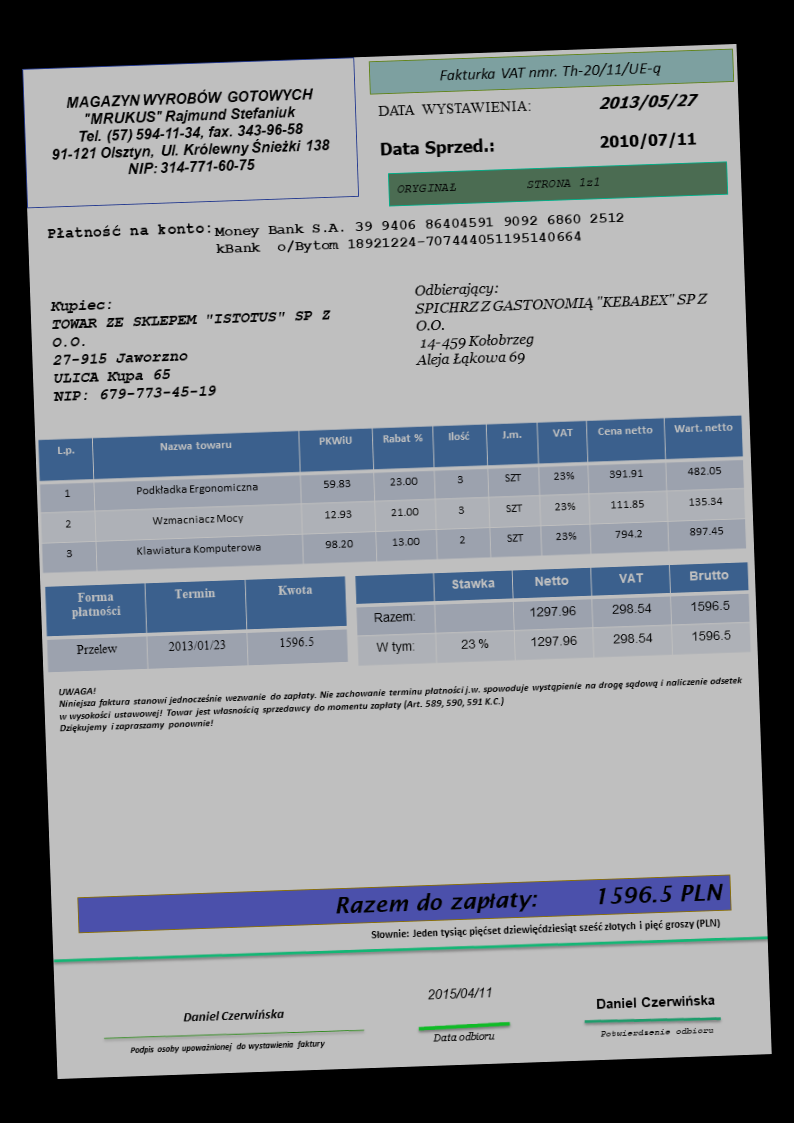 MAGAZYN WYROBÓW GOTOWYCH
"MRUKUS" Rajmund Stefaniuk
Tel. (57) 594-11-34, fax. 343-96-58
91-121 Olsztyn, Ul. Królewny Śnieżki 138
NIP: 314-771-60-75
Fakturka VAT nmr. Th-20/11/UE-q
DATA WYSTAWIENIA: 2013/05/27
Data Sprzed.: 2010/07/11
ORYGINAŁ STRONA 1z1
Płatność na konto: Money Bank S.A. 39 9406 86404591 9092 6860 2512
kBank o/Bytom 18921224-707444051195140664
Kupiec:
TOWAR ZE SKLEPEM "ISTOTUS" SP Z
O.O.
27-915 Jaworzno
ULICA Kupa 65
NIP: 679-773-45-19
Odbierający:
SPICHRZ Z GASTONOMIĄ "KEBABEX" SP Z
O.O.
14-459 Kołobrzeg
Aleja Łąkowa 69
L.p. Nazwa towaru PKWiU Rabat % Ilość J.m. VAT Cena netto Wart. netto
1 Podkładka Ergonomiczna 59.83 23.00 3 SZT 23% 391.91 482.05
2 Wzmacniacz Mocy 12.93 21.00 3 SZT 23% 111.85 135.34
3 Klawiatura Komputerowa 98.20 13.00 2 SZT 23% 794.2 897.45
Forma płatności Termin Kwota
Przelew 2013/01/23 1596.5
Stawka Netto VAT Brutto
Razem: 1297.96 298.54 1596.5
W tym: 23 % 1297.96 298.54 1596.5
UWAGA!
Niniejsza faktura stanowi jednocześnie wezwanie do zapłaty. Nie zachowanie terminu płatności j.w. spowoduje wystąpienie na drogę sądową i naliczenie odsetek
w wysokości ustawowej! Towar jest własnością sprzedawcy do momentu zapłaty (Art. 589, 590, 591 K.C.)
Dziękujemy i zapraszamy ponownie!
Razem do zapłaty: 1596.5 PLN
Słownie: Jeden tysiąc pięćset dziewięćdziesiąt sześć złotych i pięć groszy (PLN)
Daniel Czerwińska
Podpis osoby upoważnionej do wystawienia faktury
2015/04/11
Data odbioru
Daniel Czerwińska
Potwierdzenie odbioru